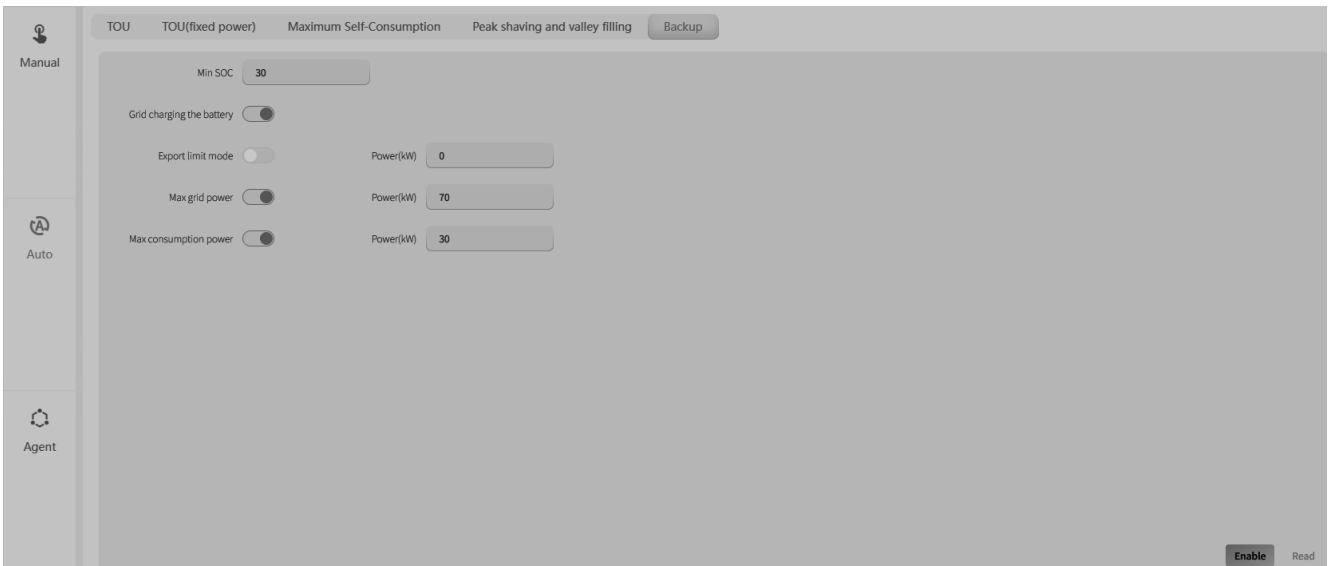 Manual
Auto
Agent
TOU TOU(fixed power) Maximum Self-Consumption Peak shaving and valley filling Backup
Min SOC 30
Grid charging the battery
Export limit mode Power(kW) 0
Max grid power Power(kW) 70
Max consumption power Power(kW) 30
Enable Read